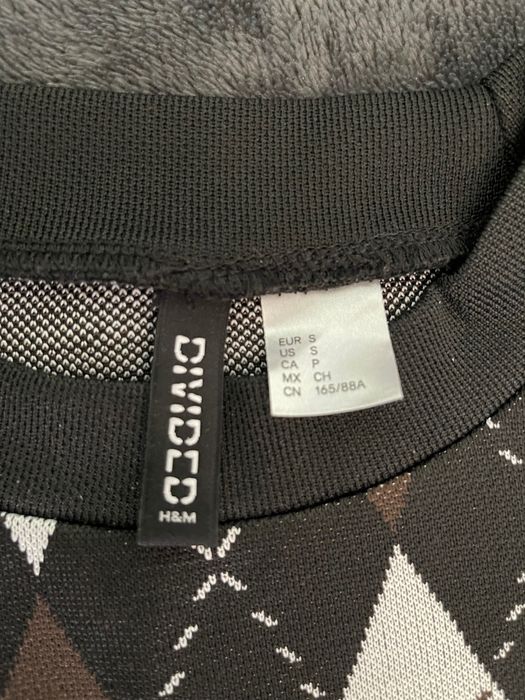 DIVIDED
H&M
EUR S
US S
CA P
MX CH
CN 165/88A